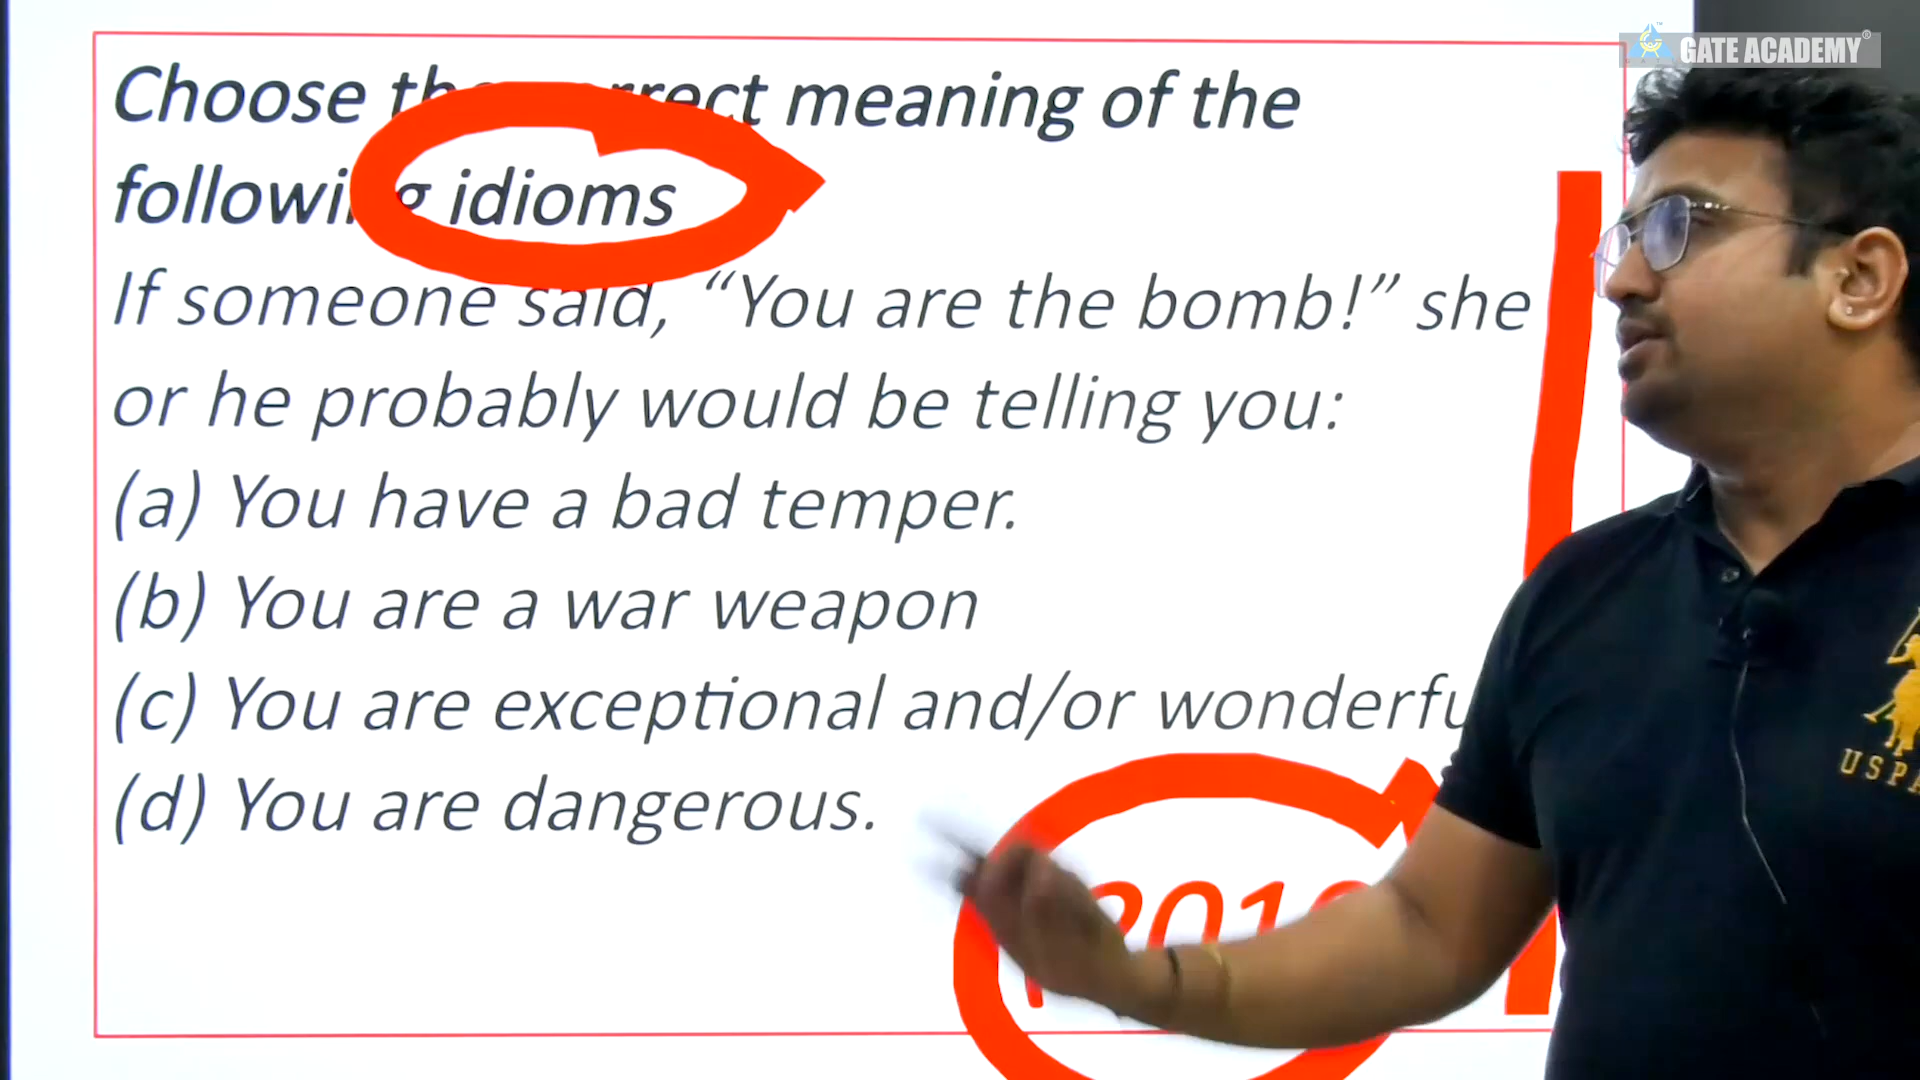 GATE ACADEMY
Choose the correct meaning of the
following idioms
If someone said, “You are the bomb!” she
or he probably would be telling you:
(a) You have a bad temper.
(b) You are a war weapon
(c) You are exceptional and/or
(d) You are dangerous.